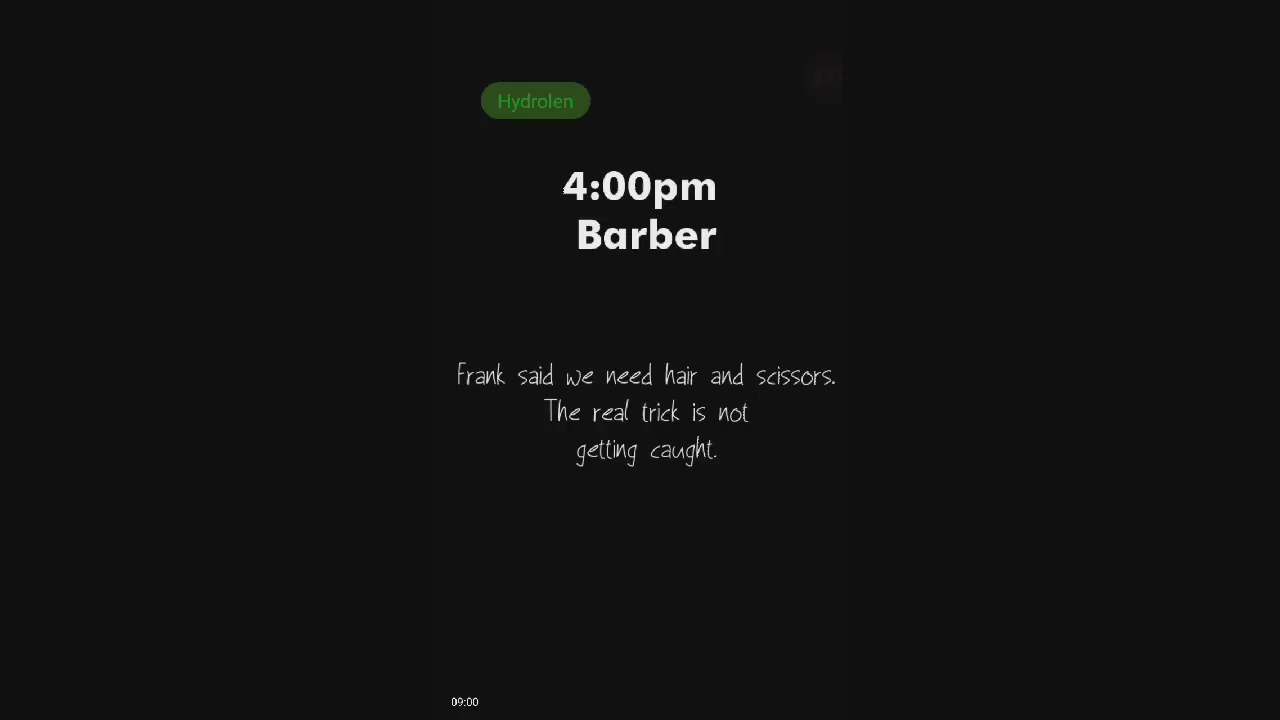 Hydrolen
4:00pm
Barber
Frank said we need hair and scissors.
The real trick is not
getting caught.
09:00